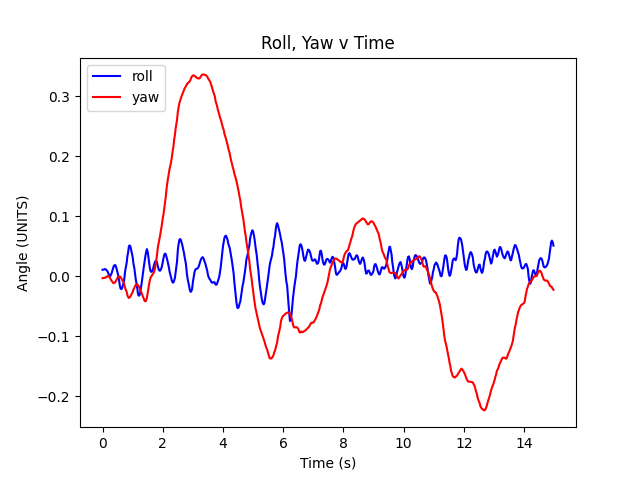 Roll, Yaw v Time
roll
yaw
Angle (UNITS)
0.3
0.2
0.1
0.0
−0.1
−0.2
0 2 4 6 8 10 12 14
Time (s)